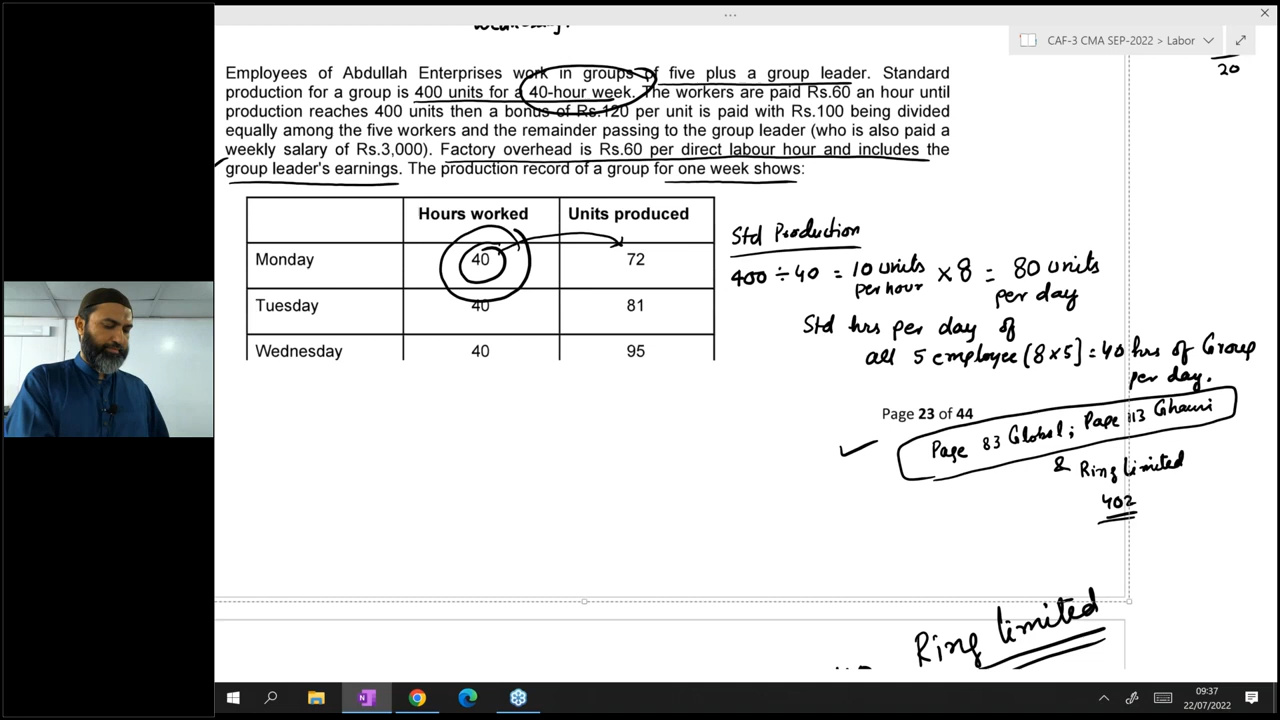 wednesday.
CAF-3 CMA SEP-2022 > Labor
20
Employees of Abdullah Enterprises work in groups of five plus a group leader. Standard
production for a group is 400 units for a 40-hour week. The workers are paid Rs.60 an hour until
production reaches 400 units then a bonus of Rs.120 per unit is paid with Rs.100 being divided
equally among the five workers and the remainder passing to the group leader (who is also paid a
weekly salary of Rs.3,000). Factory overhead is Rs.60 per direct labour hour and includes the
group leader's earnings. The production record of a group for one week shows:
Hours worked Units produced
Monday 40 72
Tuesday 40 81
Wednesday 40 95
Std Production
400 ÷ 40 = 10 units per hour × 8 = 80 units per day
Std hrs per day of
all 5 employee (8 x 5] = 40 hrs of Group
per day.
Page 23 of 44
Page 83 Global; Page 113 Ghauri
& Ring limited
402
Ring limited
09:37
22/07/2022